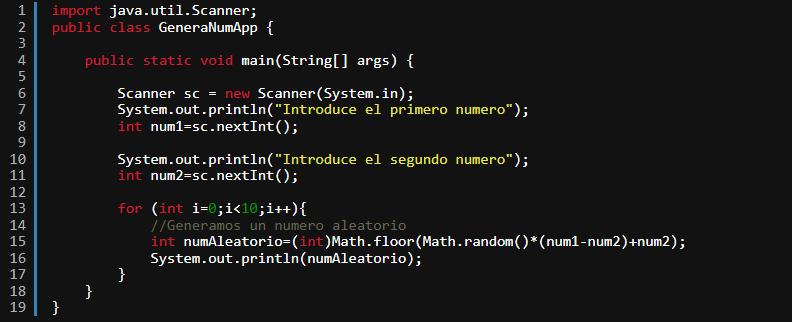 1 import java.util.Scanner;
2 public class GeneraNumApp {
3
4     public static void main(String[] args) {
5
6         Scanner sc = new Scanner(System.in);
7         System.out.println("Introduce el primero numero");
8         int num1=sc.nextInt();
9
10         System.out.println("Introduce el segundo numero");
11         int num2=sc.nextInt();
12
13         for (int i=0;i<10;i++){
14             //Generamos un numero aleatorio
15             int numAleatorio=(int)Math.floor(Math.random()*(num1-num2)+num2);
16             System.out.println(numAleatorio);
17         }
18     }
19 }